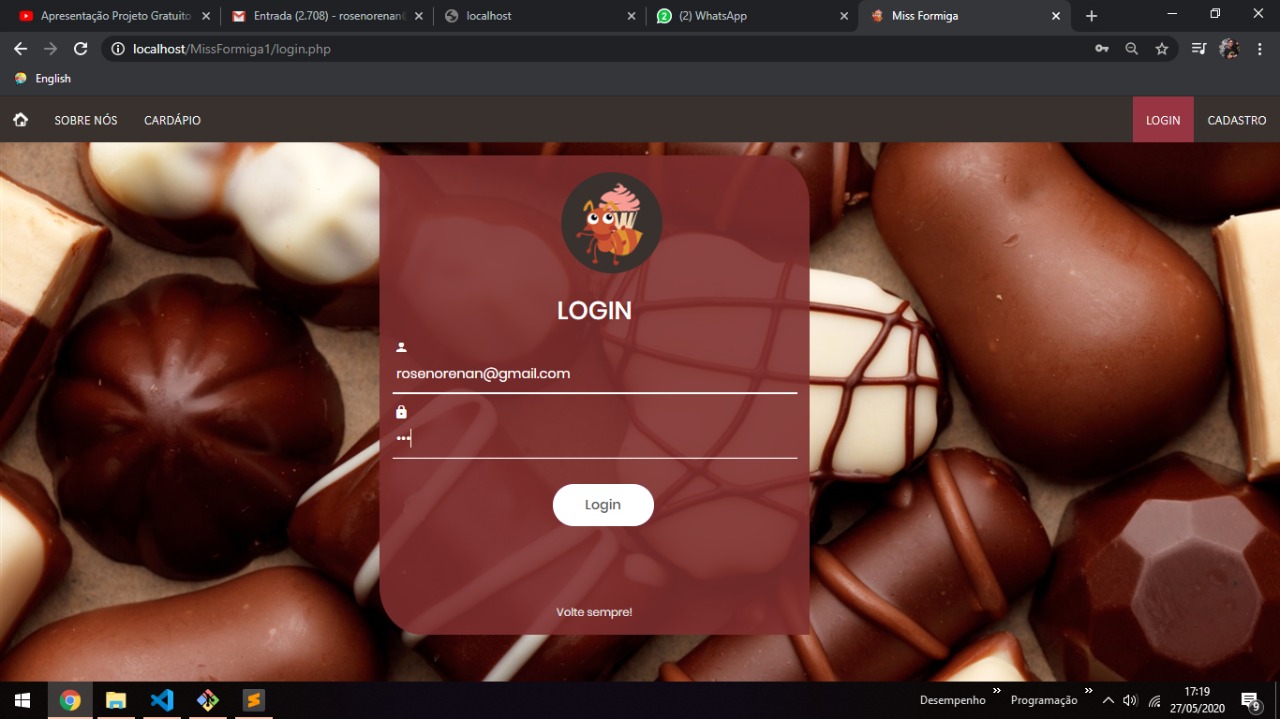 Apresentação Projeto Gratuito
Entrada (2.708) - rosenorenan
localhost
(2) WhatsApp
Miss Formiga
localhost/MissFormiga1/login.php
English
SOBRE NÓS
CARDÁPIO
LOGIN
CADASTRO
LOGIN
rosenorenan@gmail.com
Login
Volte sempre!
Desempenho
Programação
17:19
27/05/2020
9